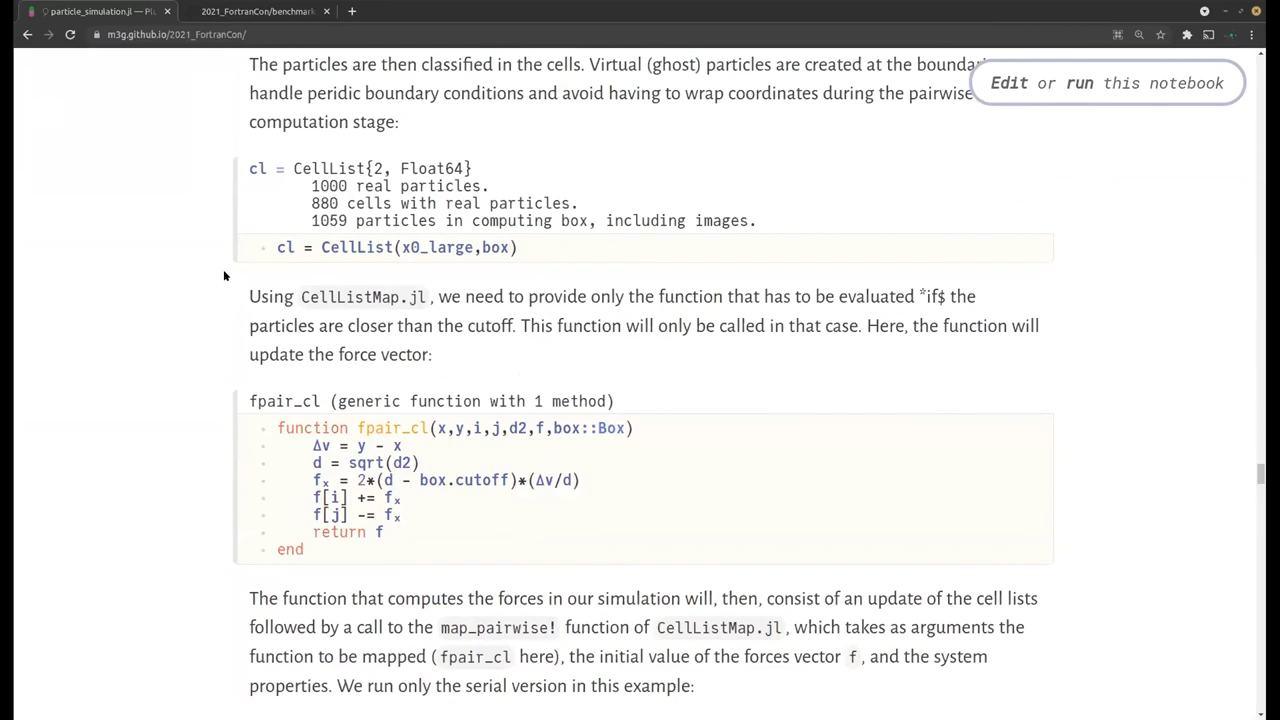 particle_simulation.jl — Pl
2021_FortranCon/benchmark
m3g.github.io/2021_FortranCon/
The particles are then classified in the cells. Virtual (ghost) particles are created at the
handle peridic boundary conditions and avoid having to wrap coordinates during the pairwise
computation stage:
Edit or run this notebook
cl = CellList{2, Float64}
1000 real particles.
880 cells with real particles.
1059 particles in computing box, including images.
cl = CellList(x0_large,box)
Using CellListMap.jl, we need to provide only the function that has to be evaluated *if$ the
particles are closer than the cutoff. This function will only be called in that case. Here, the function will
update the force vector:
fpair_cl (generic function with 1 method)
function fpair_cl(x,y,i,j,d2,f,box::Box)
Δv = y - x
d = sqrt(d2)
fₓ = 2*(d - box.cutoff)*(Δv/d)
f[i] += fₓ
f[j] -= fₓ
return f
end
The function that computes the forces in our simulation will, then, consist of an update of the cell lists
followed by a call to the map_pairwise! function of CellListMap.jl, which takes as arguments the
function to be mapped (fpair_cl here), the initial value of the forces vector f, and the system
properties. We run only the serial version in this example: